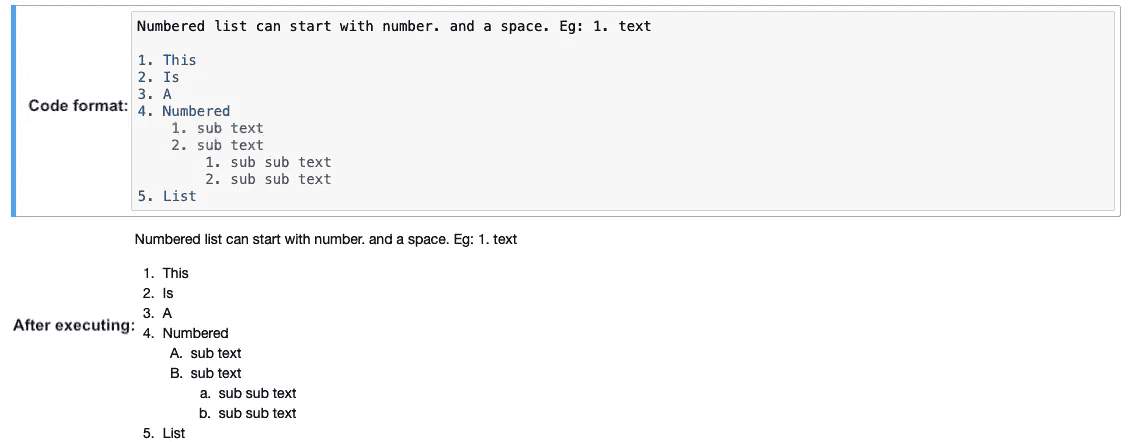 Code format:
Numbered list can start with number. and a space. Eg: 1. text
1. This
2. Is
3. A
4. Numbered
1. sub text
2. sub text
1. sub sub text
2. sub sub text
5. List
After executing:
Numbered list can start with number. and a space. Eg: 1. text
1. This
2. Is
3. A
4. Numbered
A. sub text
B. sub text
a. sub sub text
b. sub sub text
5. List